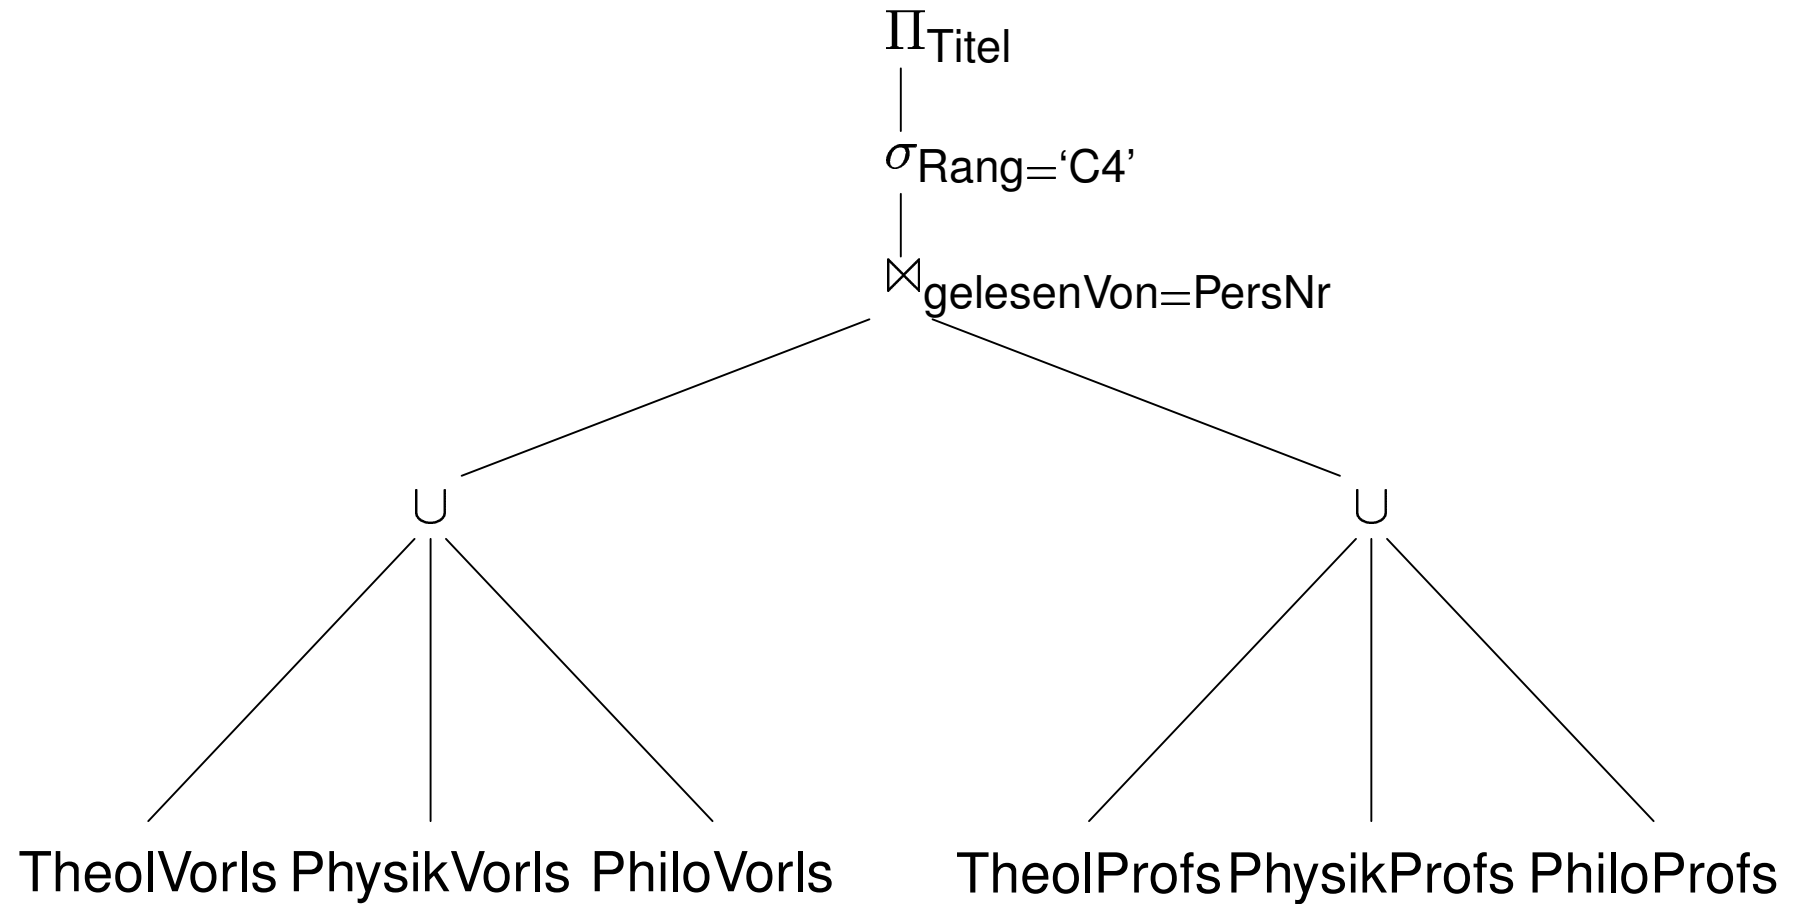 ΠTitel
σRang=‘C4’
⋈gelesenVon=PersNr
∪ ∪
TheolVorls PhysikVorls PhiloVorls TheolProfs PhysikProfs PhiloProfs